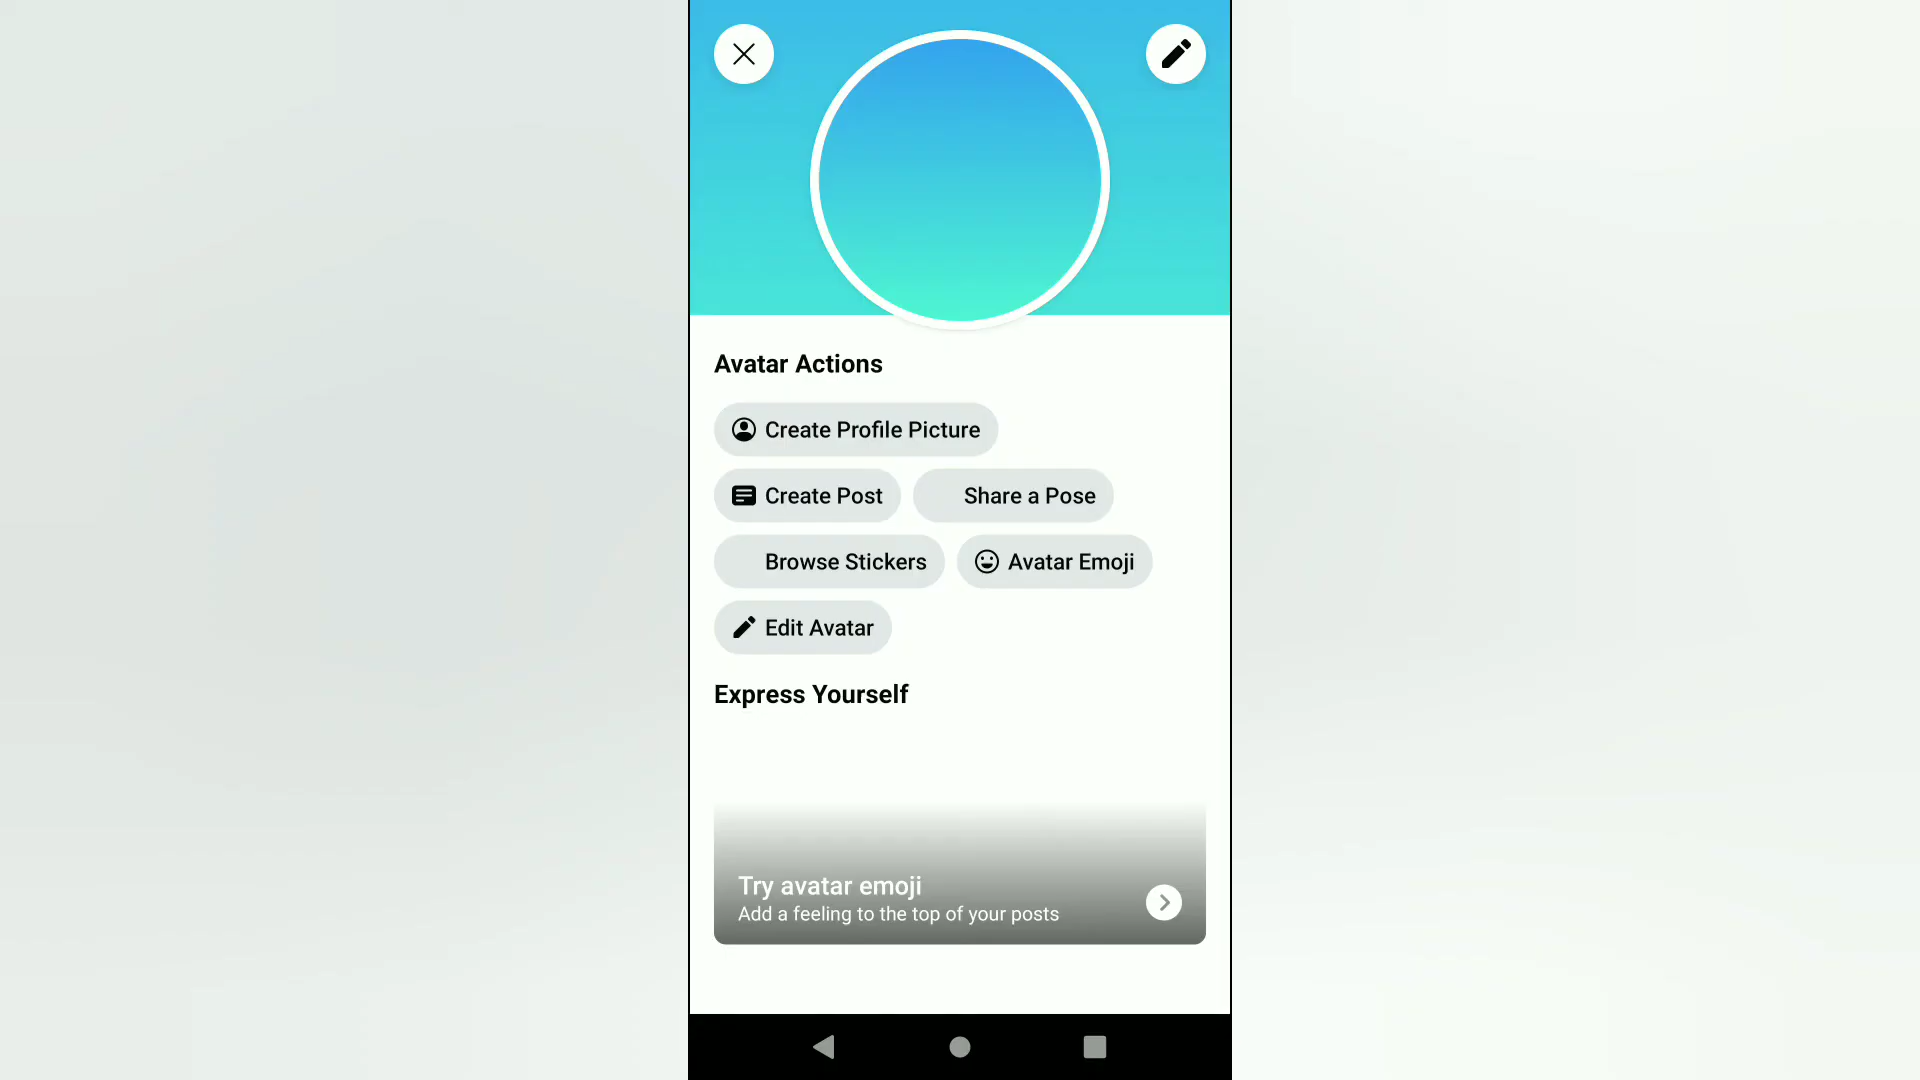 Avatar Actions
Create Profile Picture
Create Post
Share a Pose
Browse Stickers
Avatar Emoji
Edit Avatar
Express Yourself
Try avatar emoji
Add a feeling to the top of your posts